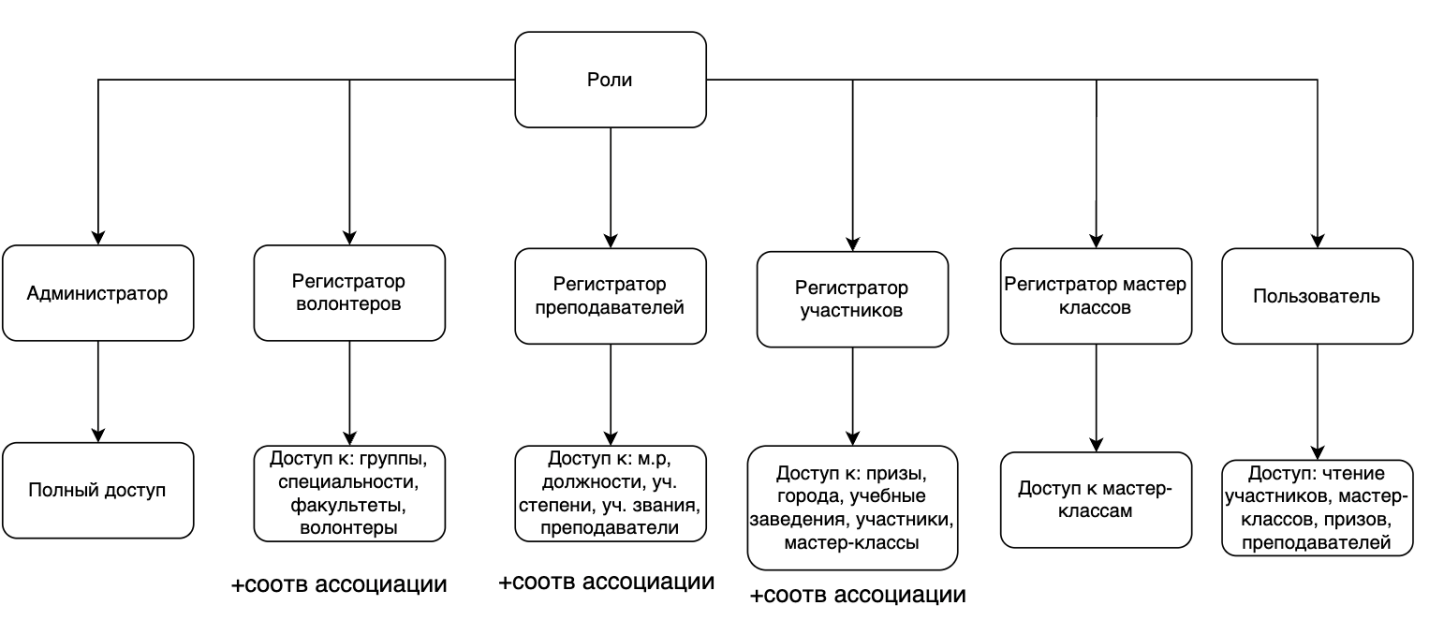 Роли
Администратор
Регистратор
волонтеров
Регистратор
преподавателей
Регистратор
участников
Регистратор мастер
классов
Пользователь
Полный доступ
Доступ к: группы,
специальности,
факультеты,
волонтеры
Доступ к: м.р,
должности, уч.
степени, уч. звания,
преподаватели
Доступ к: призы,
города, учебные
заведения, участники,
мастер-классы
Доступ к мастер-
классам
Доступ: чтение
участников, мастер-
классов, призов,
преподавателей
+соотв ассоциации
+соотв ассоциации
+соотв ассоциации